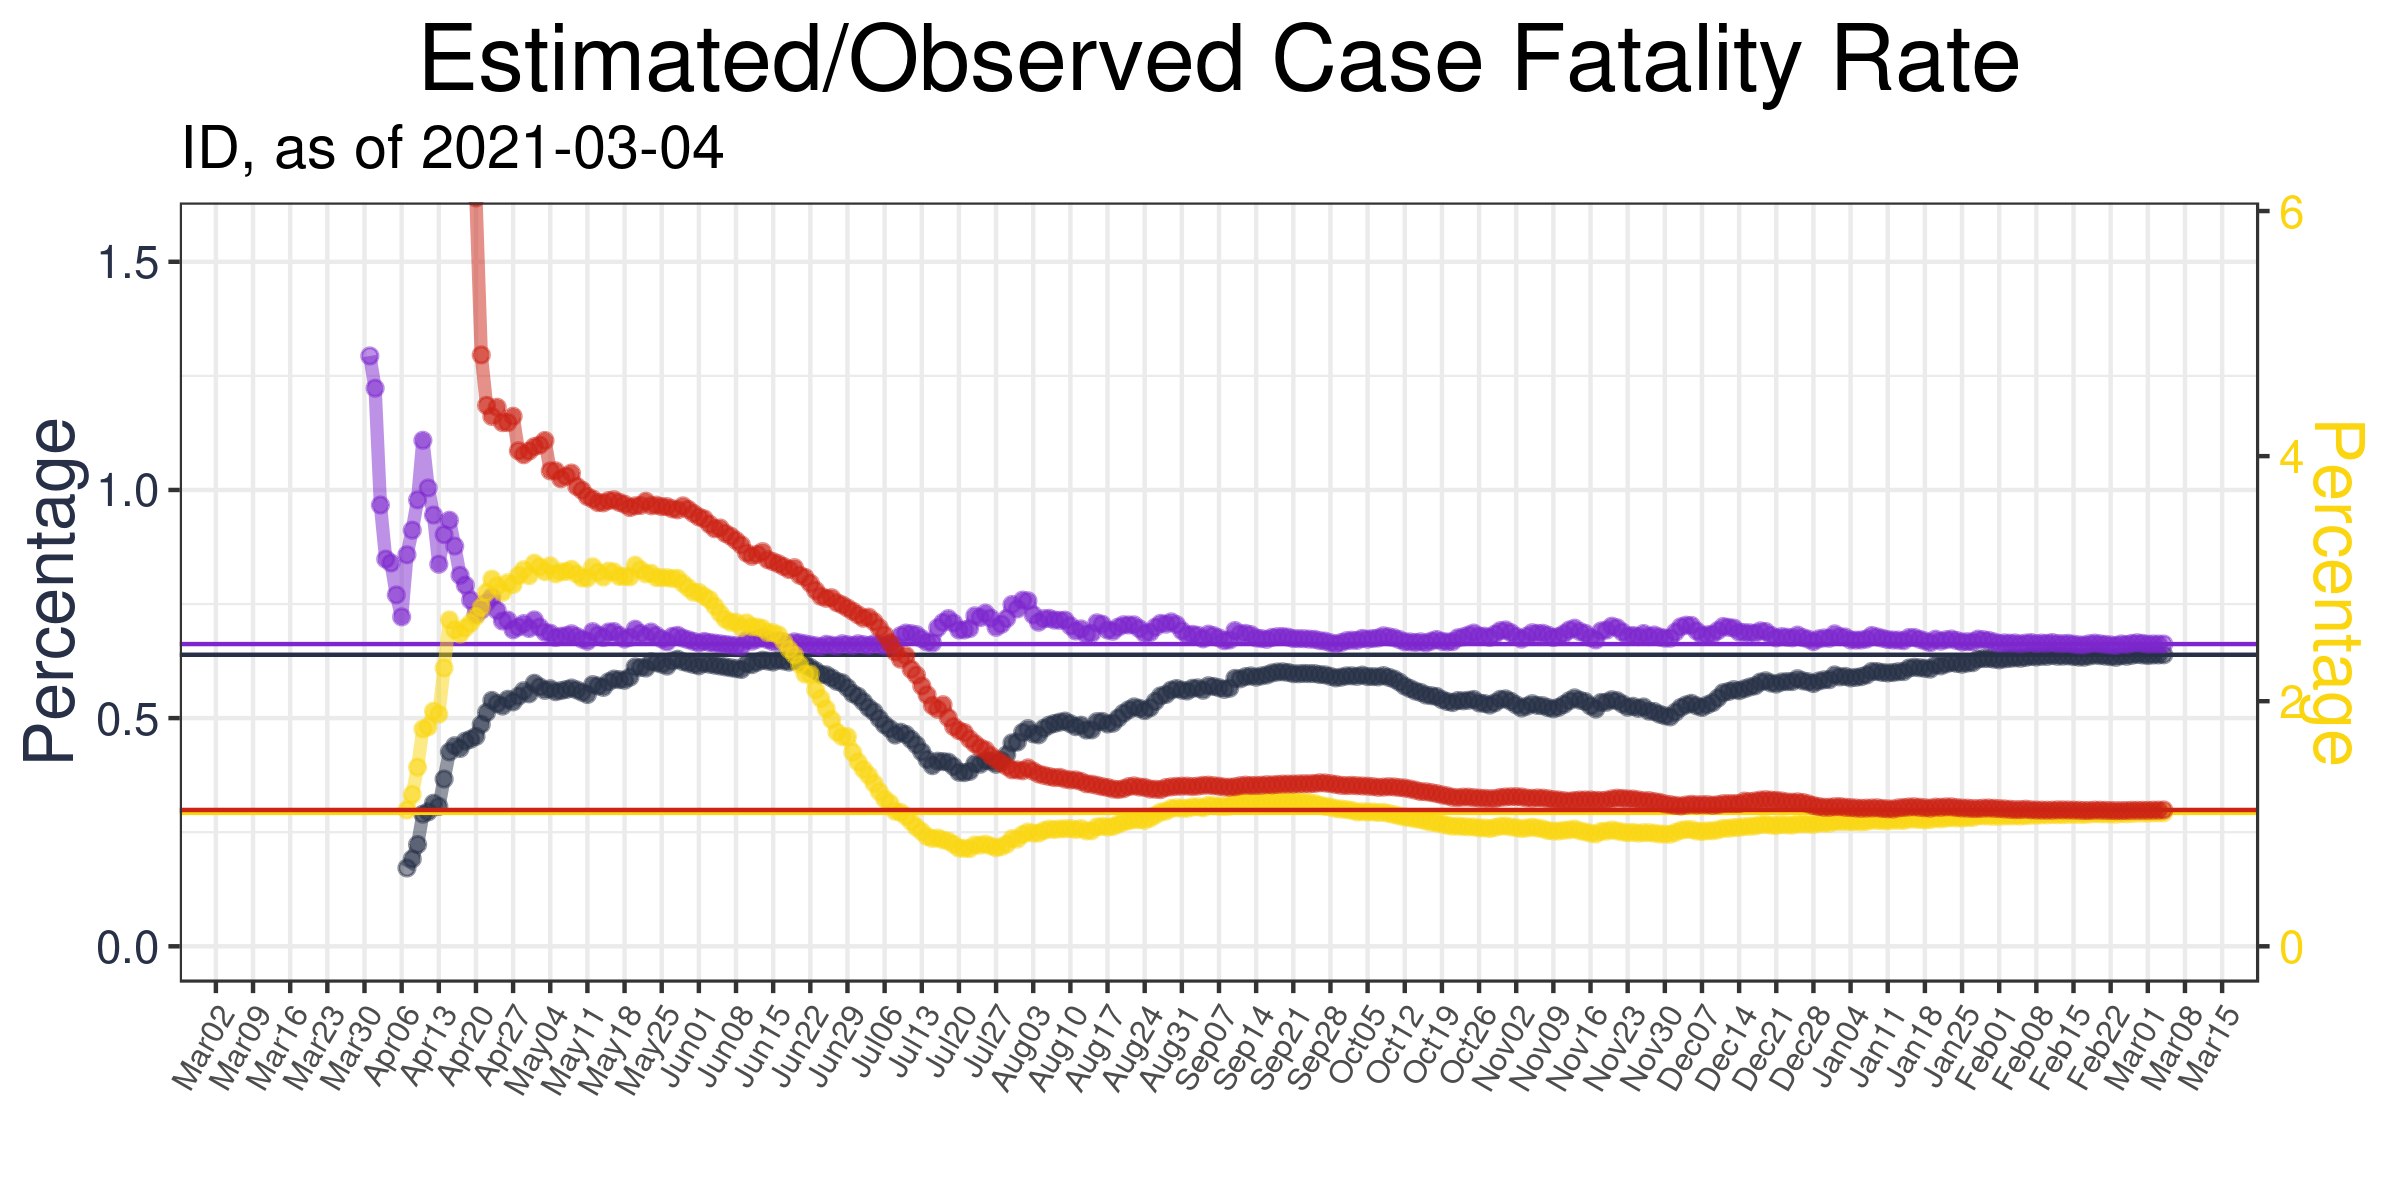 Estimated/Observed Case Fatality Rate
ID, as of 2021-03-04
Percentage
1.5
1.0
0.5
0.0
6
4
2
0
Percentage
Mar02
Mar09
Mar16
Mar23
Mar30
Apr06
Apr13
Apr20
Apr27
May04
May11
May18
May25
Jun01
Jun08
Jun15
Jun22
Jun29
Jul06
Jul13
Jul20
Jul27
Aug03
Aug10
Aug17
Aug24
Aug31
Sep07
Sep14
Sep21
Sep28
Oct05
Oct12
Oct19
Oct26
Nov02
Nov09
Nov16
Nov23
Nov30
Dec07
Dec14
Dec21
Dec28
Jan04
Jan11
Jan18
Jan25
Feb01
Feb08
Feb15
Feb22
Mar01
Mar08
Mar15